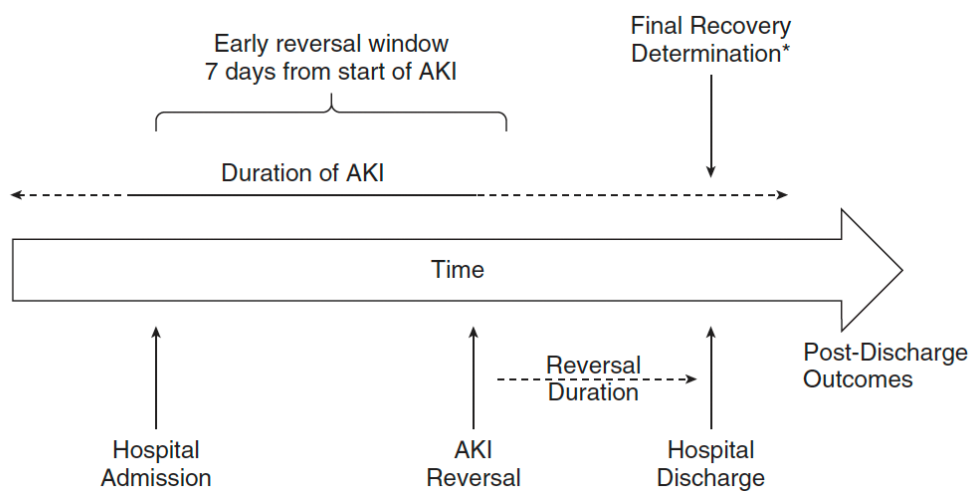 Early reversal window
7 days from start of AKI
Final Recovery
Determination*
Duration of AKI
Time
Reversal
Duration
Post-Discharge
Outcomes
Hospital
Admission
AKI
Reversal
Hospital
Discharge